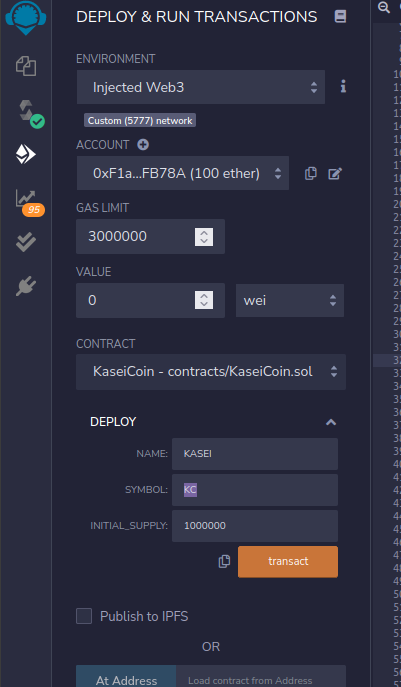 DEPLOY & RUN TRANSACTIONS
ENVIRONMENT
Injected Web3
Custom (5777) network
ACCOUNT
0xF1a...FB78A (100 ether)
GAS LIMIT
3000000
VALUE
0 wei
CONTRACT
KaseiCoin - contracts/KaseiCoin.sol
DEPLOY
NAME: KASEI
SYMBOL: KC
INITIAL_SUPPLY: 1000000
transact
Publish to IPFS
OR
At Address Load contract from Address
95